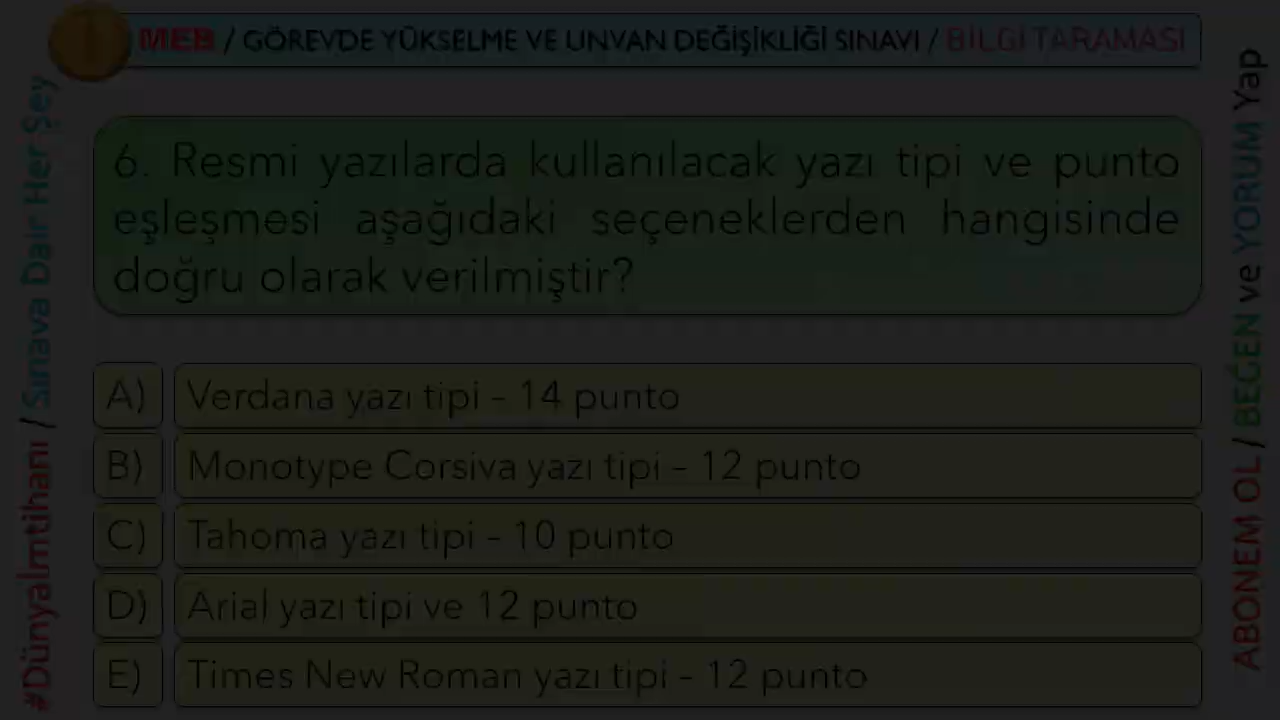 1 MEB / GÖREVDE YÜKSELME VE UNVAN DEĞİŞİKLİĞİ SINAVI / BİLGİ TARAMASI
6. Resmi yazılarda kullanılacak yazı tipi ve punto
eşleşmesi aşağıdaki seçeneklerden hangisinde
doğru olarak verilmiştir?
A) Verdana yazı tipi – 14 punto
B) Monotype Corsiva yazı tipi – 12 punto
C) Tahoma yazı tipi – 10 punto
D) Arial yazı tipi ve 12 punto
E) Times New Roman yazı tipi – 12 punto
#Dünyalmtihanı / Sınava Dair Her Şey
ABONEM OL / BEĞEN ve YORUM Yap